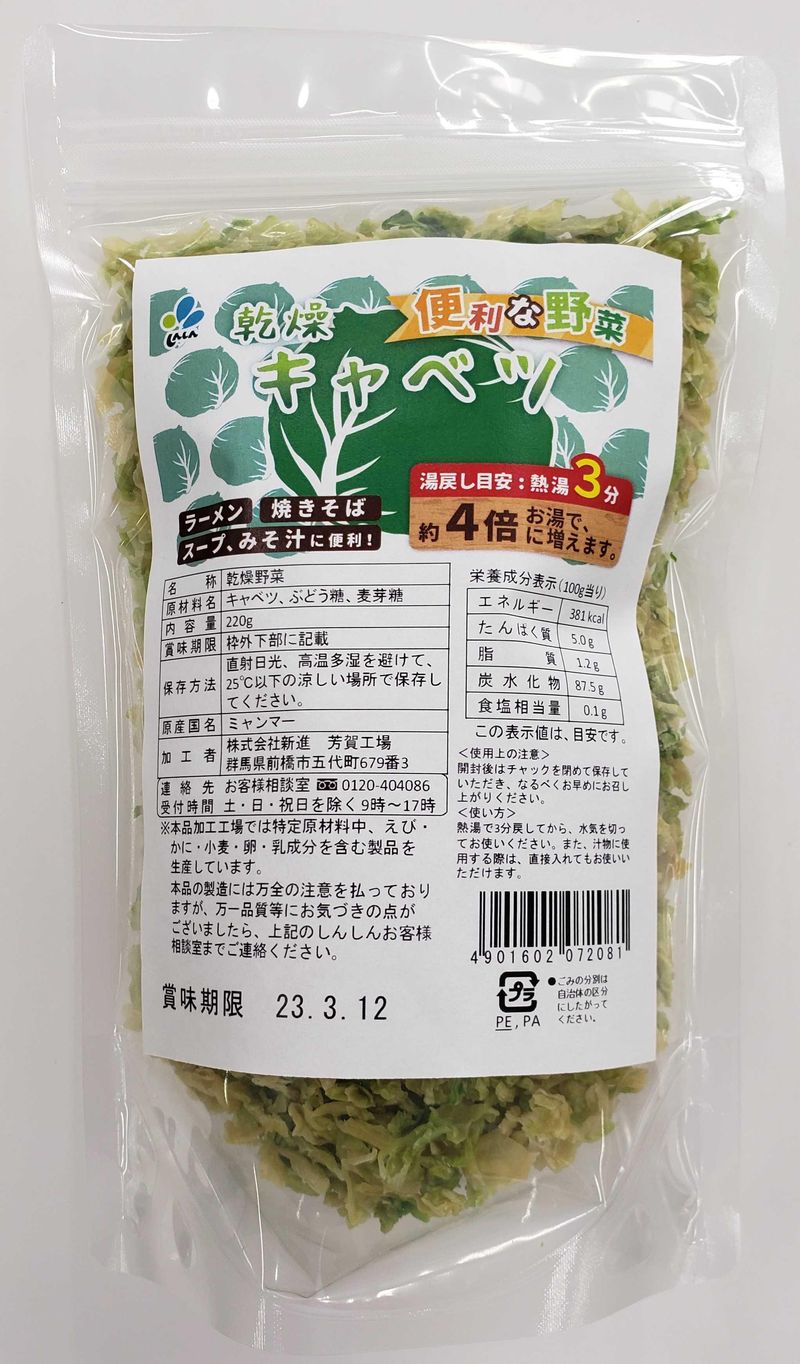 しんしん
便利な野菜
乾燥
キャベツ
湯戻し目安：熱湯3分
約4倍 お湯で、
に増えます。
ラーメン 焼きそば
スープ、みそ汁に便利！
名称 乾燥野菜
原材料名 キャベツ、ぶどう糖、麦芽糖
内容量 220g
賞味期限 枠外下部に記載
保存方法 直射日光、高温多湿を避けて、
25℃以下の涼しい場所で保存し
てください。
原産国名 ミャンマー
加工者 株式会社新進 芳賀工場
群馬県前橋市五代町679番3
連絡先 お客様相談室 0120-404086
受付時間 土・日・祝日を除く9時～17時
※本品加工工場では特定原材料中、えび・
かに・小麦・卵・乳成分を含む製品を
生産しています。
本品の製造には万全の注意を払っており
ますが、万一品質等にお気づきの点が
ございましたら、上記のしんしんお客様
相談室までご連絡ください。
賞味期限 23.3.12
栄養成分表示(100g当り)
エネルギー 381kcal
たんぱく質 5.0g
脂質 1.2g
炭水化物 87.5g
食塩相当量 0.1g
この表示値は、目安です。
＜使用上の注意＞
開封後はチャックを閉めて保存して
いただき、なるべくお早めにお召し
上がりください。
＜使い方＞
熱湯で3分戻してから、水気を切っ
てお使いください。また、汁物に使
用する際は、直接入れてもお使いい
ただけます。
4901602072081
プラ
PE,PA
●ごみの分別は
自治体の区分
にしたがって
ください。